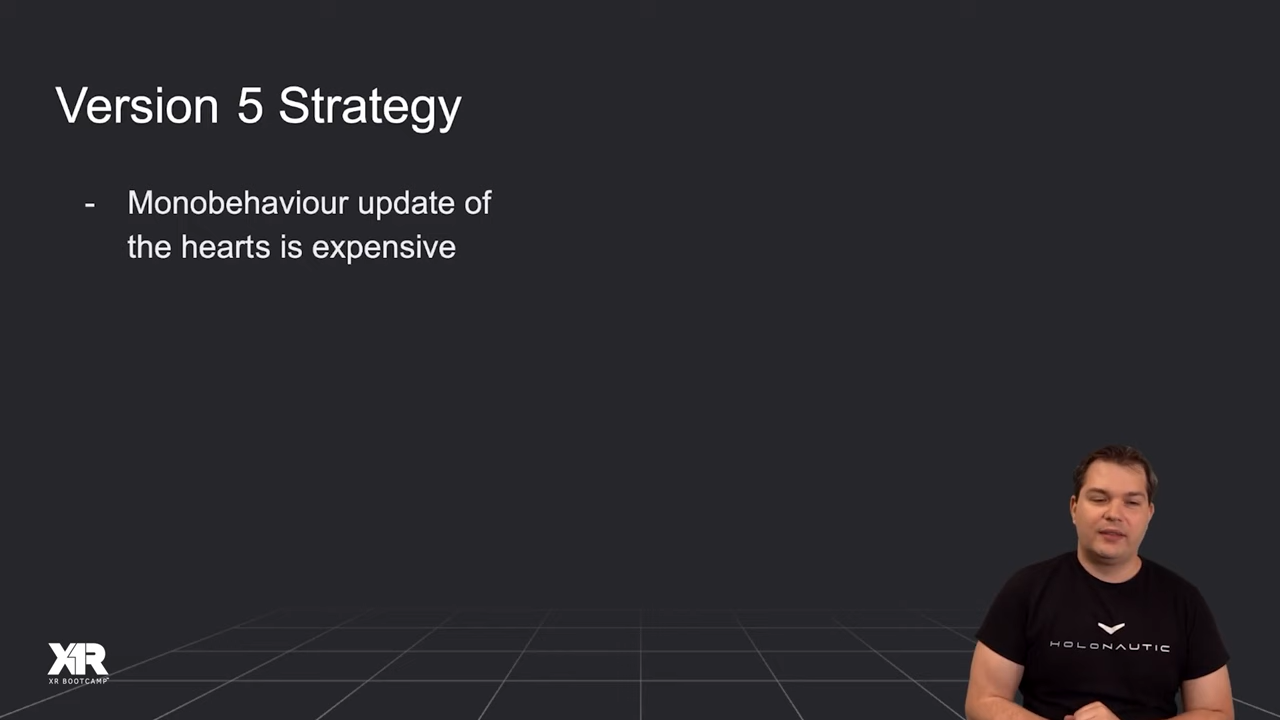 Version 5 Strategy
- Monobehaviour update of
the hearts is expensive
HOLONAUTIC
XR
XR BOOTCAMP